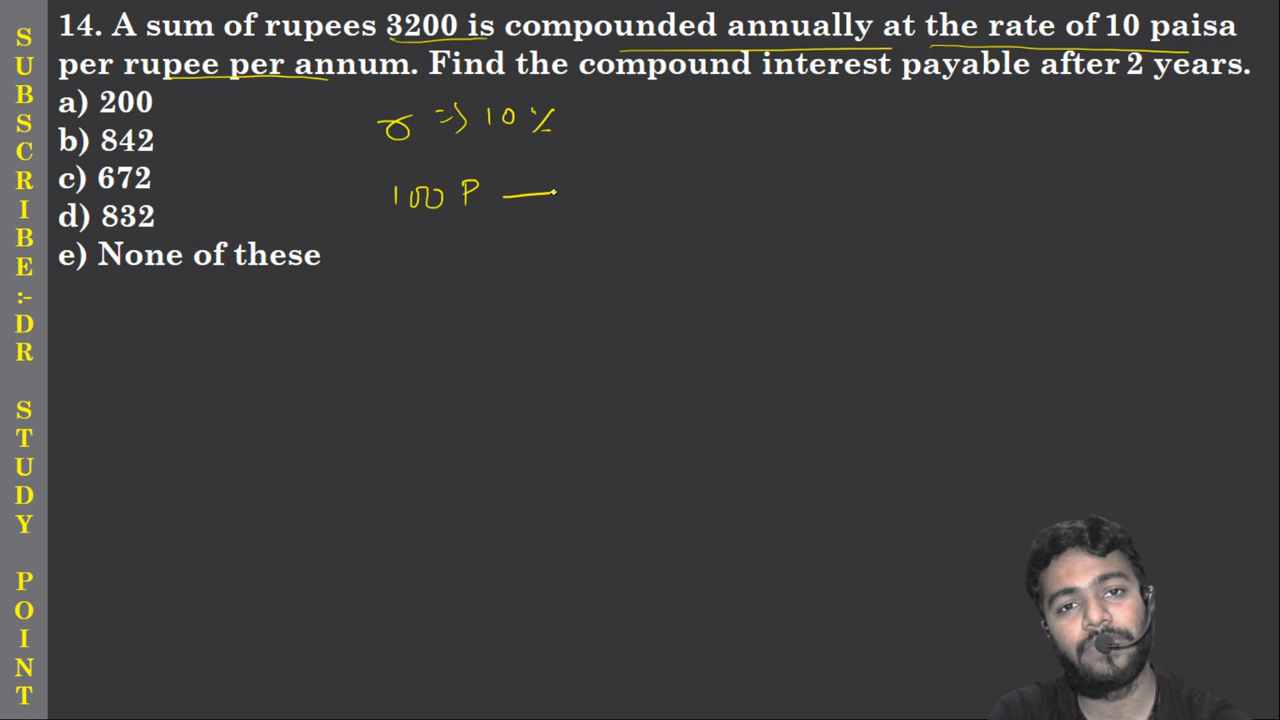 SUBSCRIBE:-DR STUDY POINT
14. A sum of rupees 3200 is compounded annually at the rate of 10 paisa
per rupee per annum. Find the compound interest payable after 2 years.
a) 200
b) 842
c) 672
d) 832
e) None of these
r => 10 %
100 P —